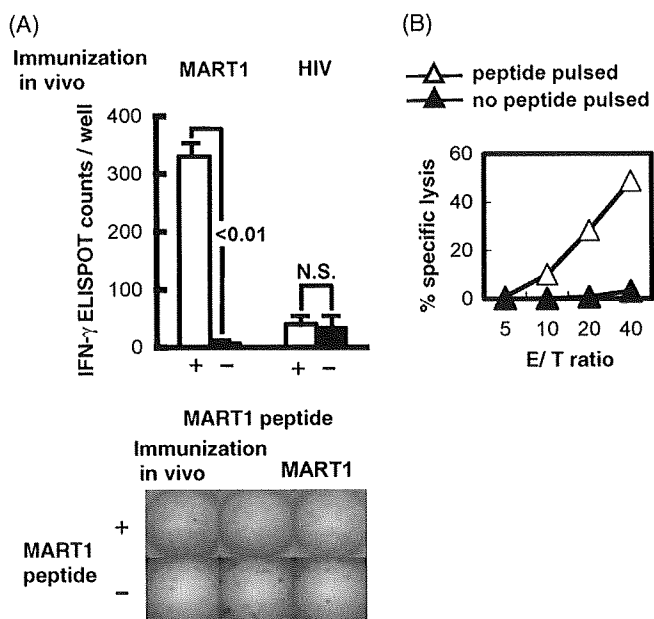 (A)
Immunization
in vivo
MART1
HIV
IFN-γ ELISPOT counts / well
400
300
200
100
0
<0.01
N.S.
+ − + −
MART1 peptide
Immunization
in vivo
MART1
MART1
peptide
+
−
(B)
peptide pulsed
no peptide pulsed
% specific lysis
60
40
20
0
5 10 20 40
E/ T ratio